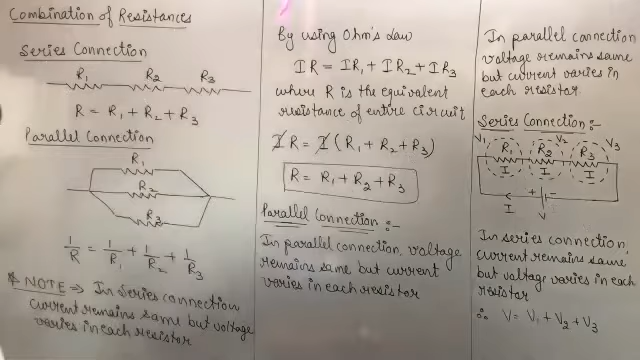 Combination of Resistances
Series Connection
R1 R2 R3
R = R1 + R2 + R3
Parallel Connection
R1
R2
R3
1/R = 1/R1 + 1/R2 + 1/R3
* NOTE ⇒ In Series connection
current remains same but voltage
varies in each resistor
By using Ohm's Law
IR = IR1 + IR2 + IR3
where R is the equivalent
resistance of entire circuit
I R = I (R1 + R2 + R3)
R = R1 + R2 + R3
Parallel Connection :-
In parallel connection, voltage
remains same but current
varies in each resistor
In parallel connection
voltage remains same
but current varies in
each resistor.
Series Connection :-
V1 V2 V3
R1 R2 R3
I I I
+ -
I
V
In series connection,
current remains same
but voltage varies in each
resistor
∴ V = V1 + V2 + V3